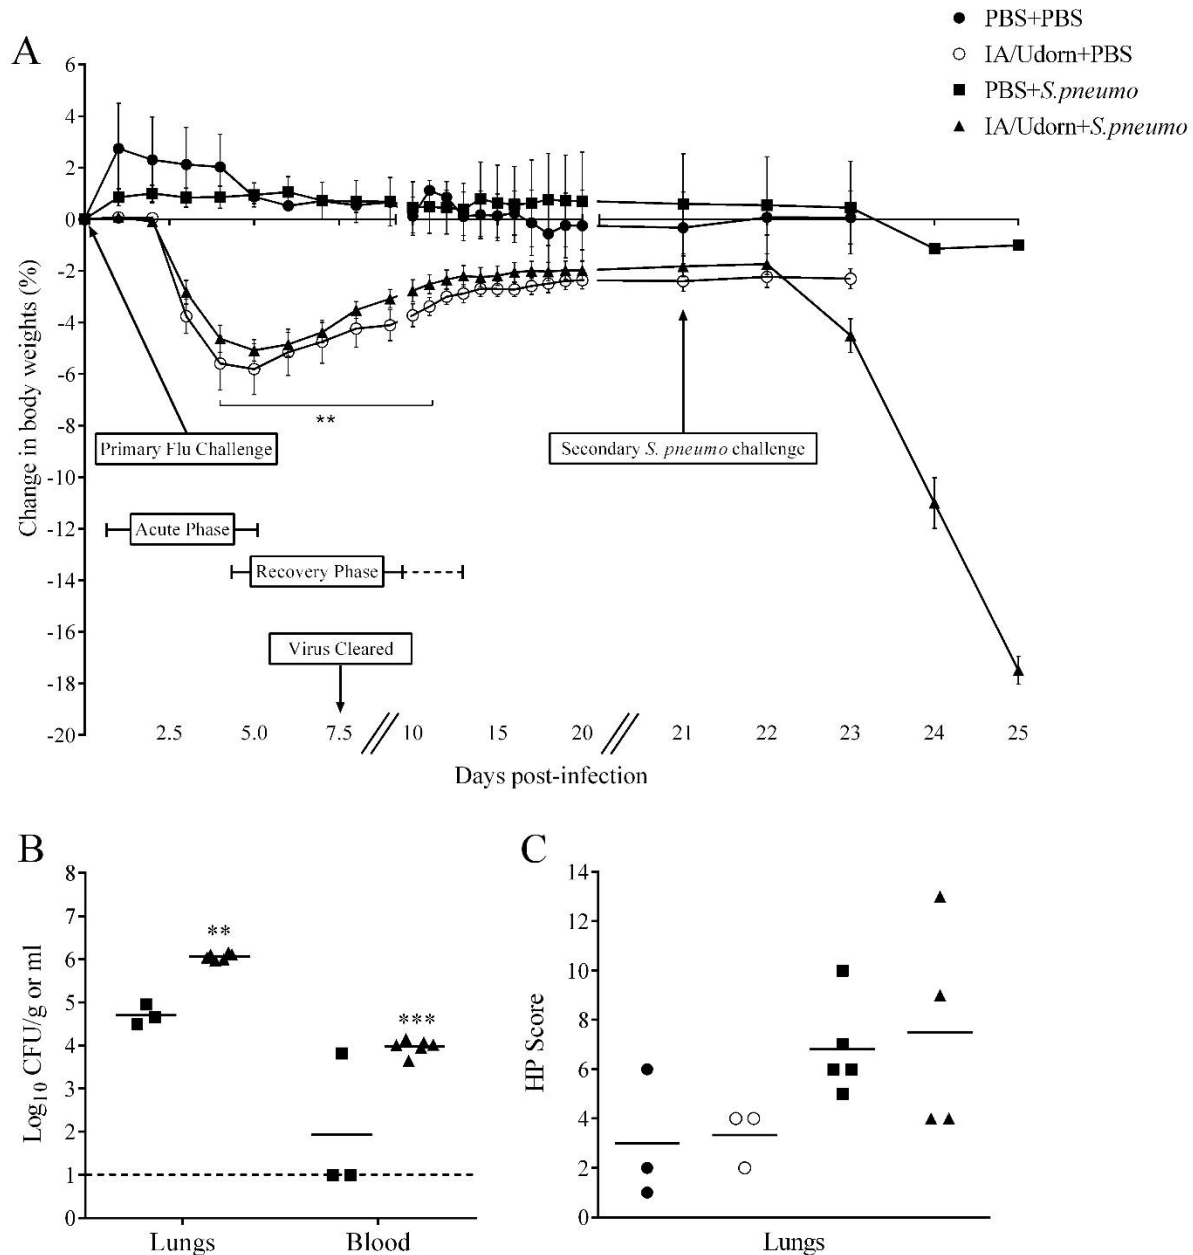 PBS+PBS
IA/Udorn+PBS
PBS+S.pneumo
IA/Udorn+S.pneumo
A
Change in body weights (%)
6
4
2
0
-2
-4
-6
-8
-10
-12
-14
-16
-18
-20
**
Primary Flu Challenge
Secondary S. pneumo challenge
Acute Phase
Recovery Phase
Virus Cleared
2.5 5.0 7.5 10 15 20 21 22 23 24 25
Days post-infection
B
Log10 CFU/g or ml
8
7
6
5
4
3
2
1
0
**
***
Lungs Blood
C
HP Score
14
12
10
8
6
4
2
0
Lungs